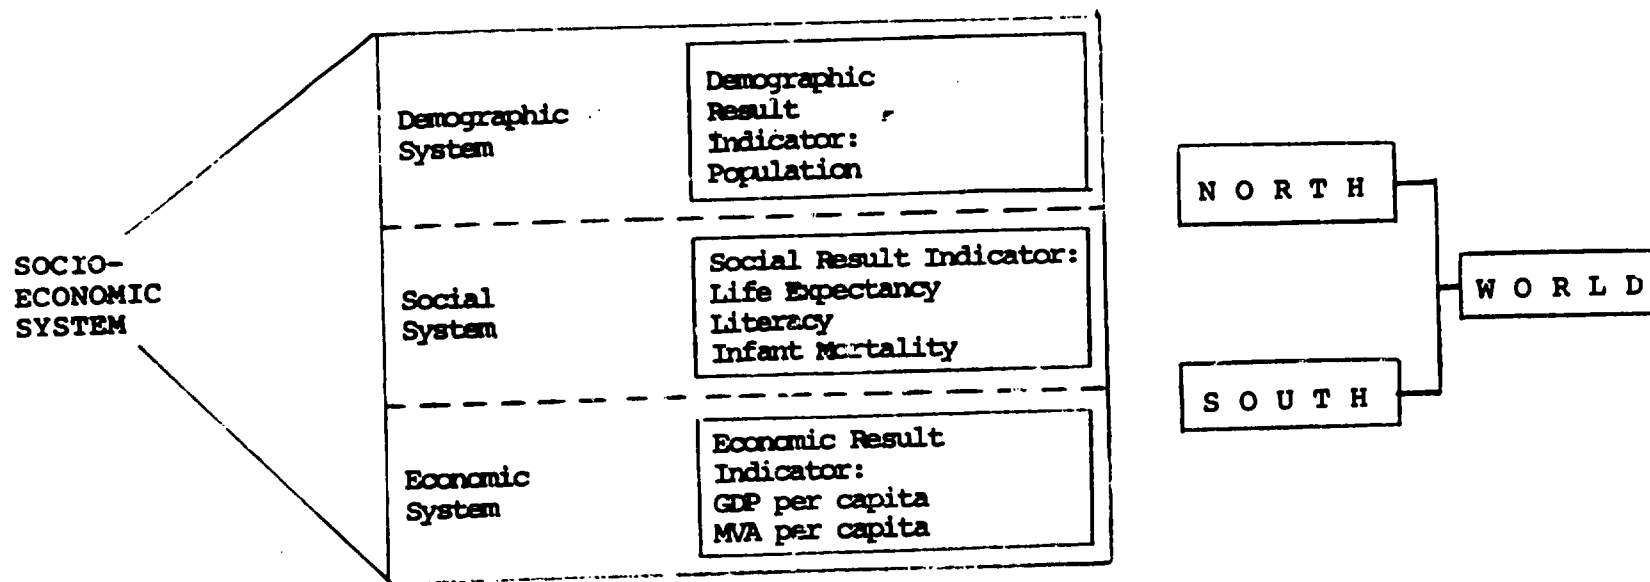 SOCIO-
ECONOMIC
SYSTEM
Demographic
System
Demographic
Result
Indicator:
Population
Social
System
Social Result Indicator:
Life Expectancy
Literacy
Infant Mortality
Economic
System
Economic Result
Indicator:
GDP per capita
MVA per capita
N O R T H
S O U T H
W O R L D